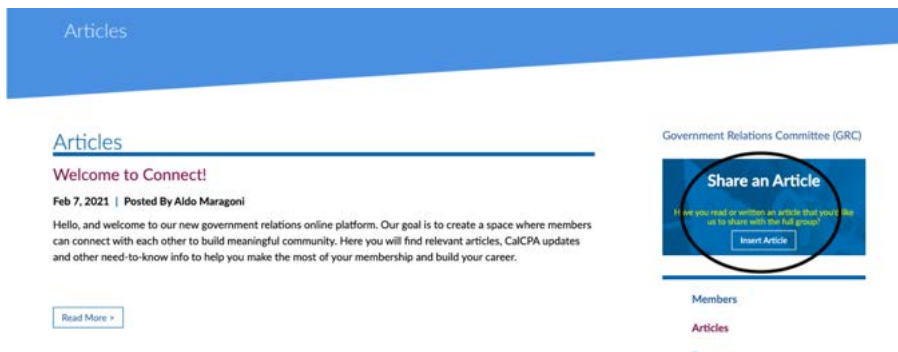 Articles
Articles
Welcome to Connect!
Feb 7, 2021 | Posted By Aldo Maragoni
Hello, and welcome to our new government relations online platform. Our goal is to create a space where members
can connect with each other to build meaningful community. Here you will find relevant articles, CalCPA updates
and other need-to-know info to help you make the most of your membership and build your career.
Read More >
Government Relations Committee (GRC)
Share an Article
Have you read or written an article that you'd like
us to share with the full group?
Insert Article
Members
Articles